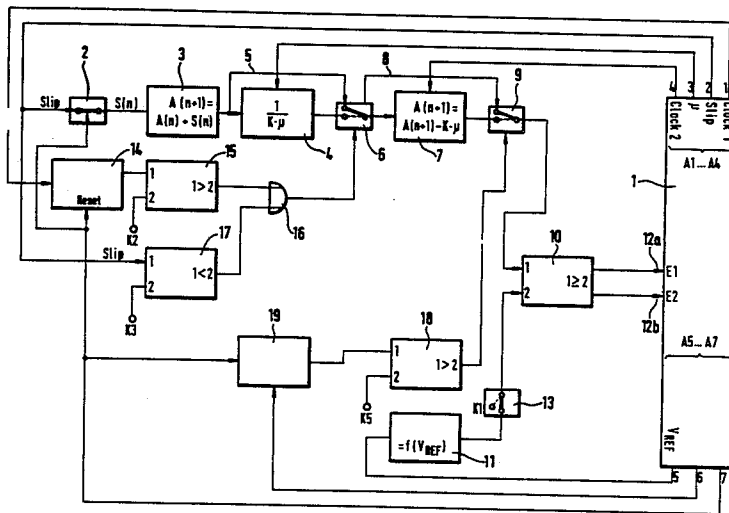 4 3 2 1
Clock 2 μ Slip Clock 1
A1...A4
1
2
Slip S(n)
3
A(n+1)=
A(n)+S(n)
5
1
K-μ
4
6
8
A(n+1)=
A(n+1)-K-μ
7
9
14
Reset
15
1 1>2
2
K2
16
Slip
17
1 1<2
2
K3
10
1 1≥2
2
12a
E1
E2
12b
A5...A7
19
18
1 1>2
2
K5
K1 13
=f(VREF)
11
VREF
5 6 7